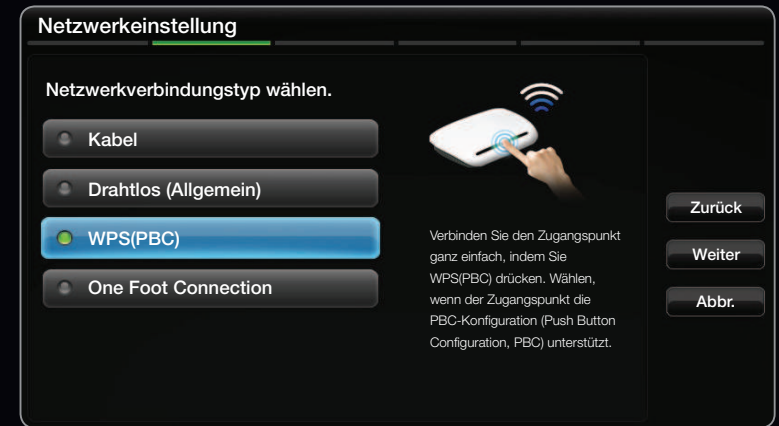 Netzwerkeinstellung
Netzwerkverbindungstyp wählen.
Kabel
Drahtlos (Allgemein)
WPS(PBC)
One Foot Connection
Verbinden Sie den Zugangspunkt
ganz einfach, indem Sie
WPS(PBC) drücken. Wählen,
wenn der Zugangspunkt die
PBC-Konfiguration (Push Button
Configuration, PBC) unterstützt.
Zurück
Weiter
Abbr.